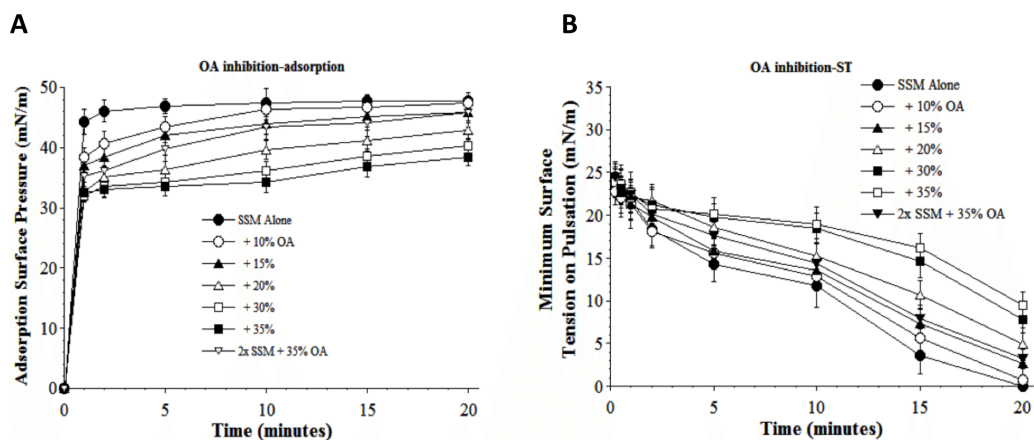 A
OA inhibition-adsorption
Adsorption Surface Pressure (mN/m)
50
40
30
20
10
0
SSM Alone
+ 10% OA
+ 15%
+ 20%
+ 30%
+ 35%
2x SSM + 35% OA
0
5
10
15
20
Time (minutes)
B
OA inhibition-ST
Minimum Surface
Tension on Pulsation (mN/m)
35
30
25
20
15
10
5
0
SSM Alone
+ 10% OA
+ 15%
+ 20%
+ 30%
+ 35%
2x SSM + 35% OA
0
5
10
15
20
Time (minutes)